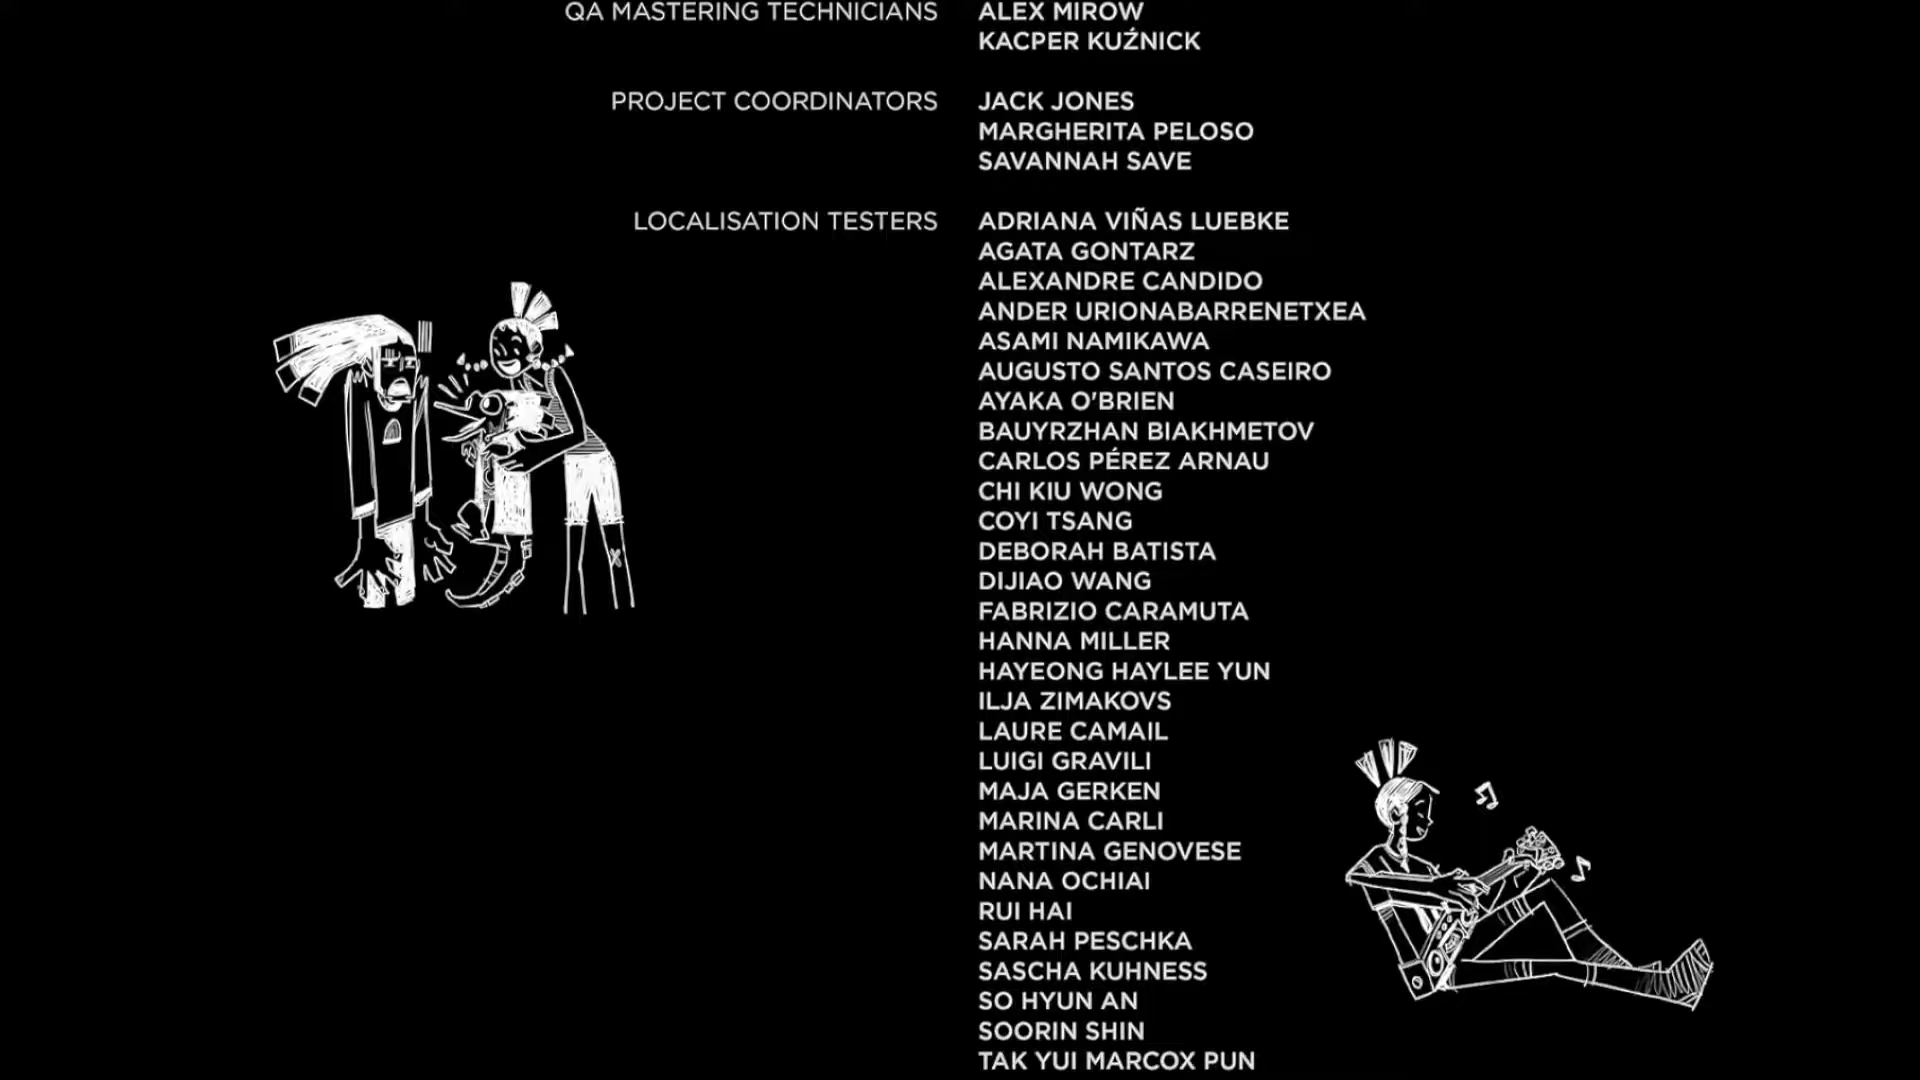 QA MASTERING TECHNICIANS ALEX MIROW
KACPER KUŹNICK
PROJECT COORDINATORS JACK JONES
MARGHERITA PELOSO
SAVANNAH SAVE
LOCALISATION TESTERS ADRIANA VIÑAS LUEBKE
AGATA GONTARZ
ALEXANDRE CANDIDO
ANDER URIONABARRENETXEA
ASAMI NAMIKAWA
AUGUSTO SANTOS CASEIRO
AYAKA O'BRIEN
BAUYRZHAN BIAKHMETOV
CARLOS PÉREZ ARNAU
CHI KIU WONG
COYI TSANG
DEBORAH BATISTA
DIJIAO WANG
FABRIZIO CARAMUTA
HANNA MILLER
HAYEONG HAYLEE YUN
ILJA ZIMAKOVS
LAURE CAMAIL
LUIGI GRAVILI
MAJA GERKEN
MARINA CARLI
MARTINA GENOVESE
NANA OCHIAI
RUI HAI
SARAH PESCHKA
SASCHA KUHNESS
SO HYUN AN
SOORIN SHIN
TAK YUI MARCOX PUN